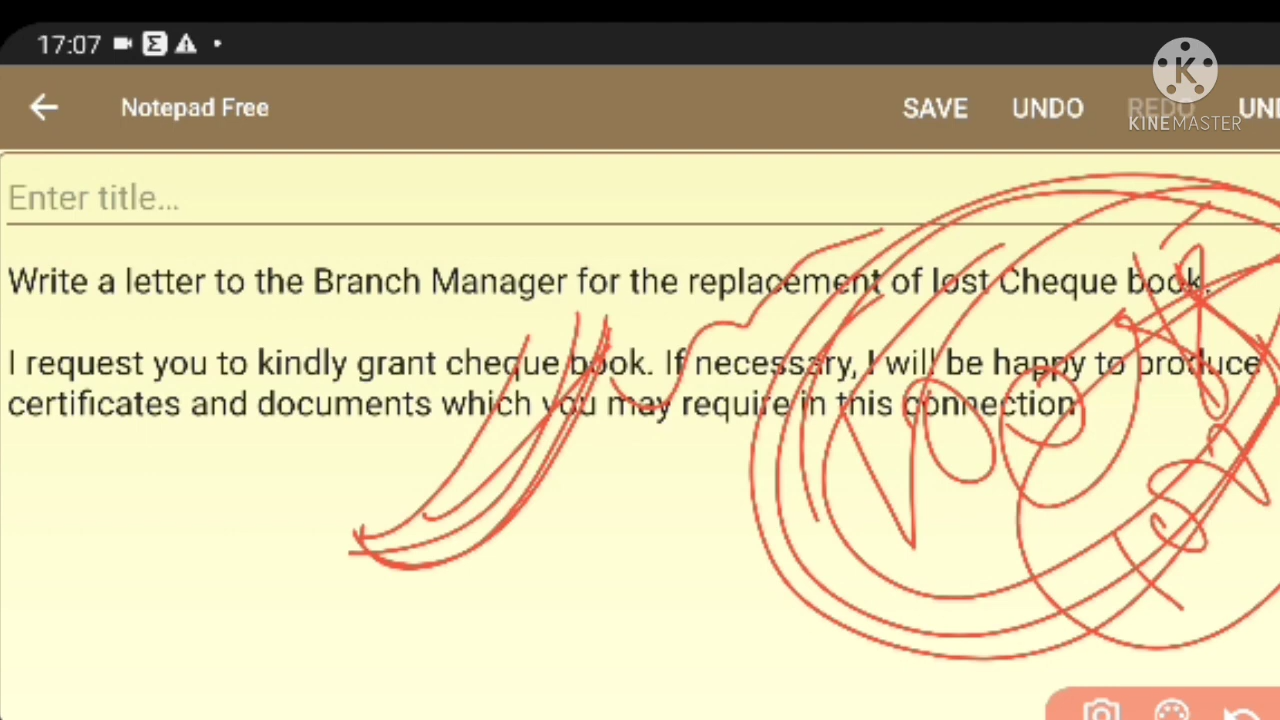 17:07
Notepad Free SAVE UNDO REDO UND
KINEMASTER
Enter title...
Write a letter to the Branch Manager for the replacement of lost Cheque book.
I request you to kindly grant cheque book. If necessary, I will be happy to produce
certificates and documents which you may require in this connection